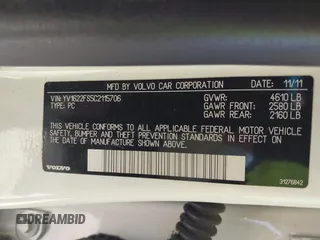 MFD. BY VOLVO CAR CORPORATION 11/11
VIN: YV1622FS5C2115706 GVWR: 4610 LB
TYPE: PC GAWR FRONT: 2580 LB
GAWR REAR: 2160 LB
THIS VEHICLE CONFORMS TO ALL APPLICABLE FEDERAL MOTOR VEHICLE
SAFETY, BUMPER AND THEFT PREVENTION STANDARDS IN EFFECT ON
THE DATE OF MANUFACTURE SHOWN ABOVE.
VOLVO 31276842
DREAMBID